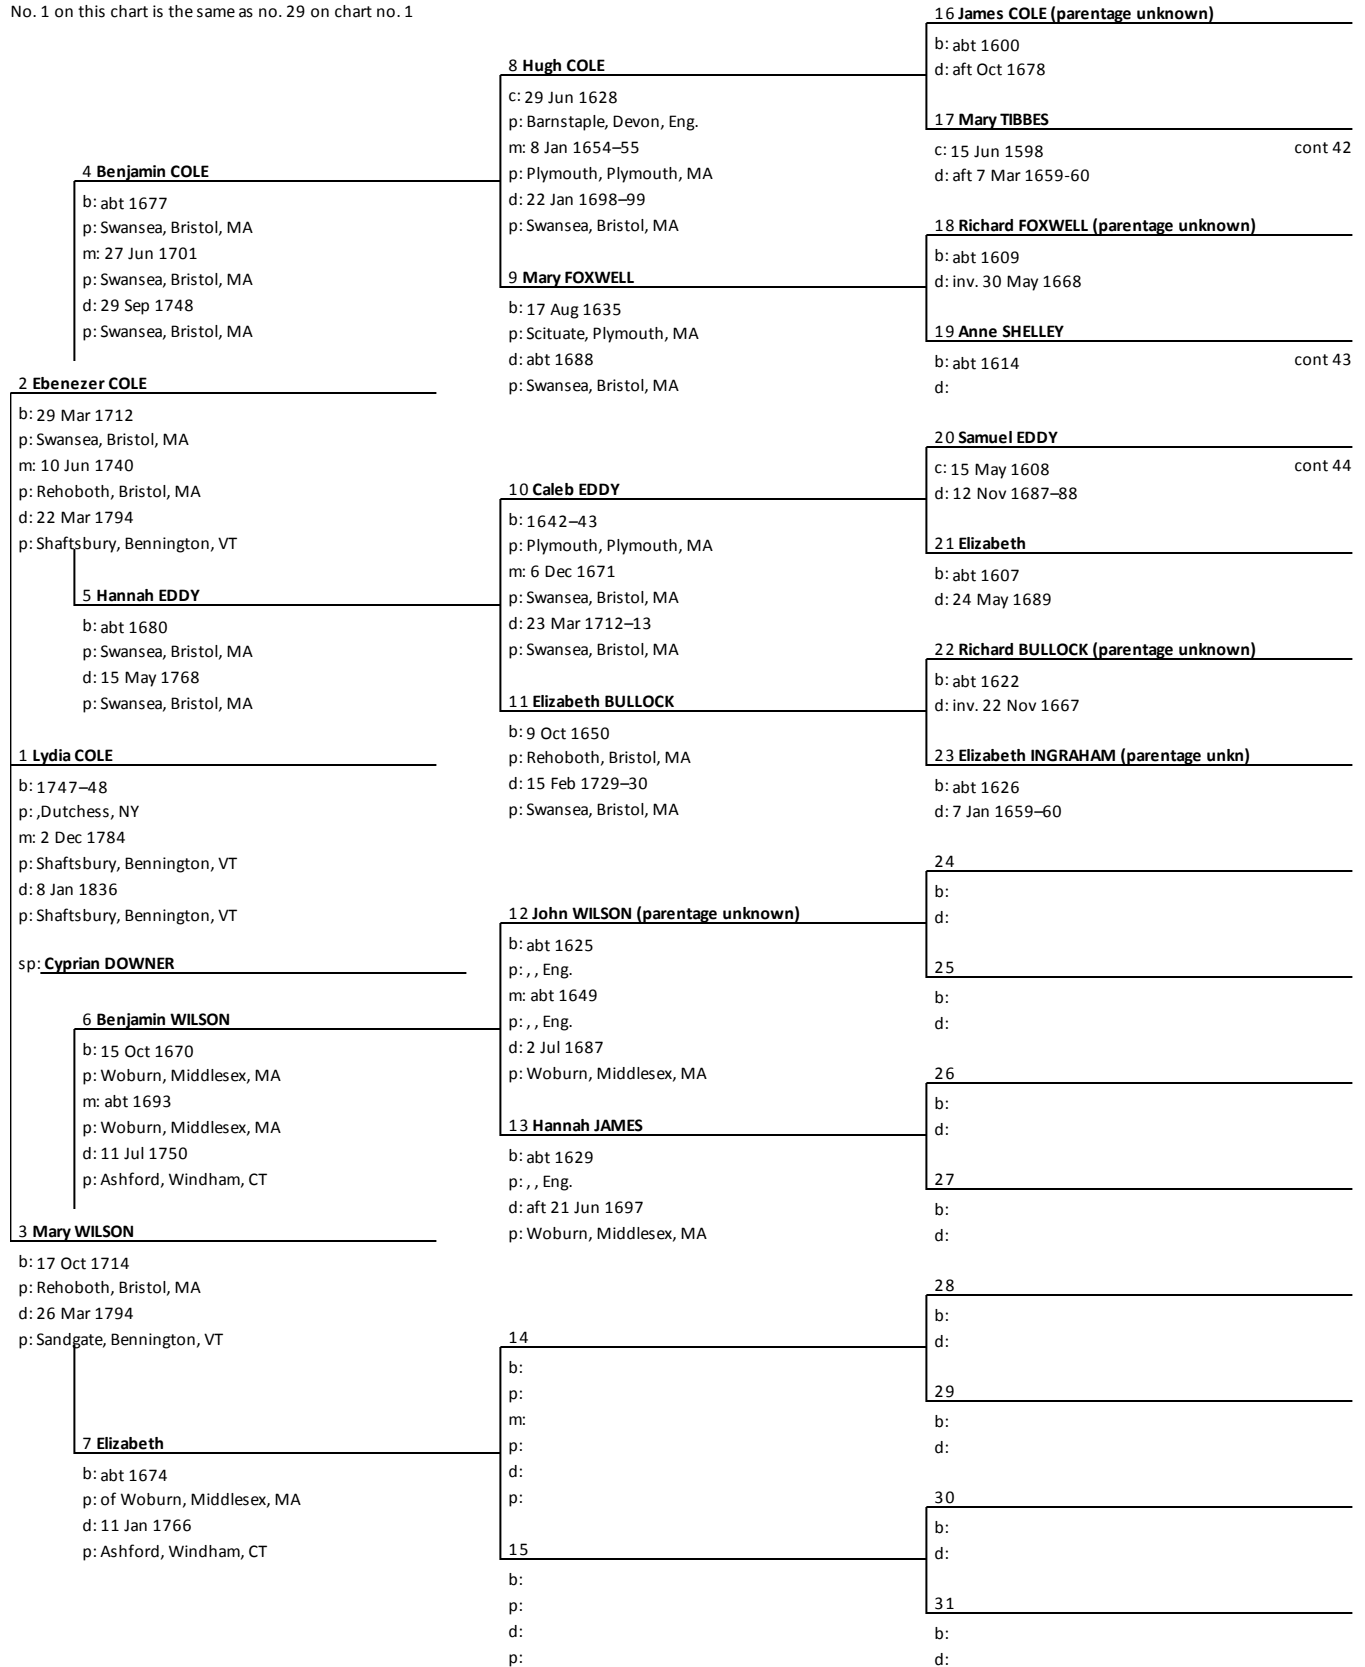 No. 1 on this chart is the same as no. 29 on chart no. 1
4 Benjamin COLE
b: abt 1677
p: Swansea, Bristol, MA
m: 27 Jun 1701
p: Swansea, Bristol, MA
d: 29 Sep 1748
p: Swansea, Bristol, MA
2 Ebenezer COLE
b: 29 Mar 1712
p: Swansea, Bristol, MA
m: 10 Jun 1740
p: Rehoboth, Bristol, MA
d: 22 Mar 1794
p: Shaftsbury, Bennington, VT
5 Hannah EDDY
b: abt 1680
p: Swansea, Bristol, MA
d: 15 May 1768
p: Swansea, Bristol, MA
1 Lydia COLE
b: 1747–48
p: ,Dutchess, NY
m: 2 Dec 1784
p: Shaftsbury, Bennington, VT
d: 8 Jan 1836
p: Shaftsbury, Bennington, VT
sp: Cyprian DOWNER
6 Benjamin WILSON
b: 15 Oct 1670
p: Woburn, Middlesex, MA
m: abt 1693
p: Woburn, Middlesex, MA
d: 11 Jul 1750
p: Ashford, Windham, CT
3 Mary WILSON
b: 17 Oct 1714
p: Rehoboth, Bristol, MA
d: 26 Mar 1794
p: Sandgate, Bennington, VT
7 Elizabeth
b: abt 1674
p: of Woburn, Middlesex, MA
d: 11 Jan 1766
p: Ashford, Windham, CT
8 Hugh COLE
c: 29 Jun 1628
p: Barnstaple, Devon, Eng.
m: 8 Jan 1654–55
p: Plymouth, Plymouth, MA
d: 22 Jan 1698–99
p: Swansea, Bristol, MA
9 Mary FOXWELL
b: 17 Aug 1635
p: Scituate, Plymouth, MA
d: abt 1688
p: Swansea, Bristol, MA
10 Caleb EDDY
b: 1642–43
p: Plymouth, Plymouth, MA
m: 6 Dec 1671
p: Swansea, Bristol, MA
d: 23 Mar 1712–13
p: Swansea, Bristol, MA
11 Elizabeth BULLOCK
b: 9 Oct 1650
p: Rehoboth, Bristol, MA
d: 15 Feb 1729–30
p: Swansea, Bristol, MA
12 John WILSON (parentage unknown)
b: abt 1625
p: , , Eng.
m: abt 1649
p: , , Eng.
d: 2 Jul 1687
p: Woburn, Middlesex, MA
13 Hannah JAMES
b: abt 1629
p: , , Eng.
d: aft 21 Jun 1697
p: Woburn, Middlesex, MA
14
b:
p:
m:
p:
d:
p:
15
b:
p:
d:
p:
16 James COLE (parentage unknown)
b: abt 1600
d: aft Oct 1678
17 Mary TIBBES
c: 15 Jun 1598 cont 42
d: aft 7 Mar 1659-60
18 Richard FOXWELL (parentage unknown)
b: abt 1609
d: inv. 30 May 1668
19 Anne SHELLEY
b: abt 1614 cont 43
d:
20 Samuel EDDY
c: 15 May 1608 cont 44
d: 12 Nov 1687–88
21 Elizabeth
b: abt 1607
d: 24 May 1689
22 Richard BULLOCK (parentage unknown)
b: abt 1622
d: inv. 22 Nov 1667
23 Elizabeth INGRAHAM (parentage unkn)
b: abt 1626
d: 7 Jan 1659–60
24
b:
d:
25
b:
d:
26
b:
d:
27
b:
d:
28
b:
d:
29
b:
d:
30
b:
d:
31
b:
d: